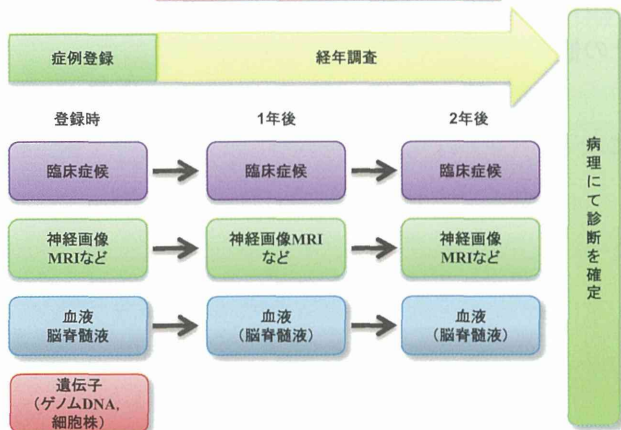 症例登録
経年調査
登録時
1年後
2年後
臨床症候
臨床症候
臨床症候
神経画像
MRIなど
神経画像MRI
など
神経画像
MRIなど
血液
脳脊髄液
血液
(脳脊髄液)
血液
(脳脊髄液)
遺伝子
(ゲノムDNA,
細胞株)
病理にて診断を確定